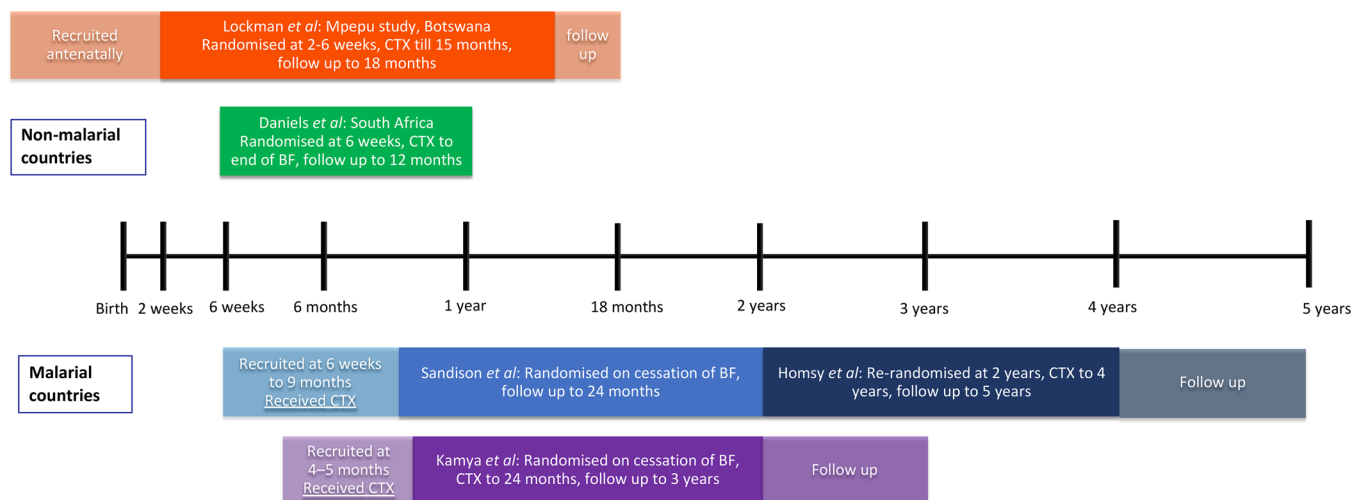 Recruited
antenatally
Lockman et al: Mpepu study, Botswana
Randomised at 2-6 weeks, CTX till 15 months,
follow up to 18 months
follow
up
Non-malarial
countries
Daniels et al: South Africa
Randomised at 6 weeks, CTX to
end of BF, follow up to 12 months
Birth
2 weeks
6 weeks
6 months
1 year
18 months
2 years
3 years
4 years
5 years
Malarial
countries
Recruited at 6 weeks
to 9 months
Received CTX
Sandison et al: Randomised on cessation of BF,
follow up to 24 months
Homsy et al: Re-randomised at 2 years, CTX to 4
years, follow up to 5 years
Follow up
Recruited at
4–5 months
Received CTX
Kamya et al: Randomised on cessation of BF,
CTX to 24 months, follow up to 3 years
Follow up